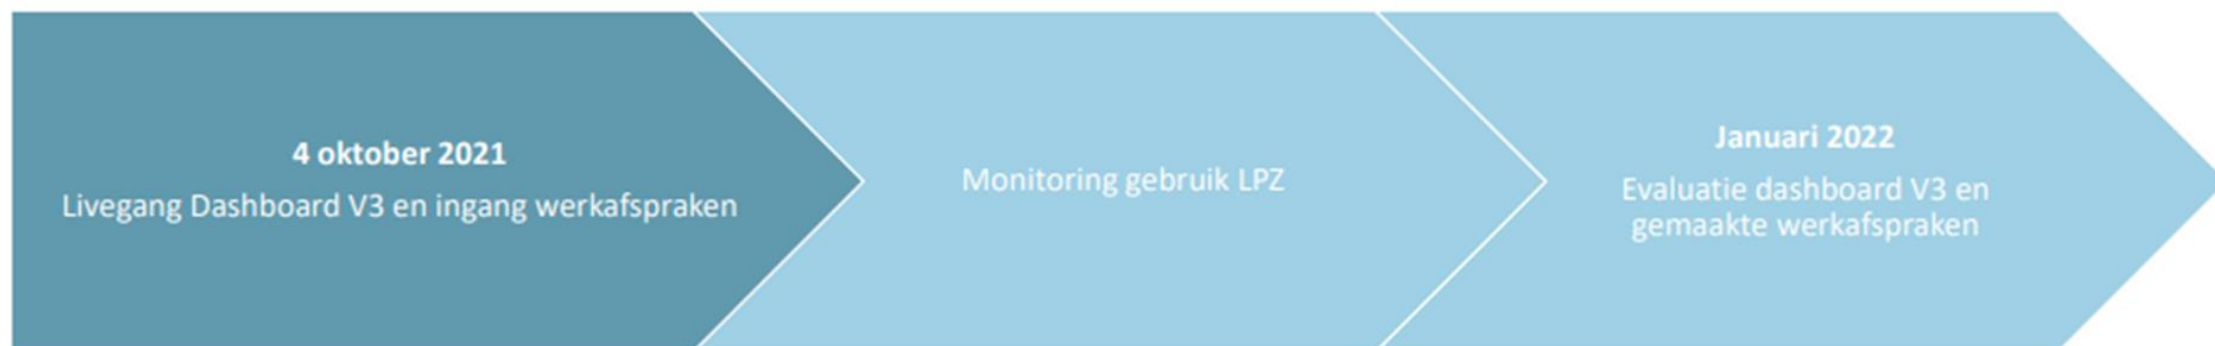 4 oktober 2021
Livegang Dashboard V3 en ingang werkafspraken
Monitoring gebruik LPZ
Januari 2022
Evaluatie dashboard V3 en
gemaakte werkafspraken